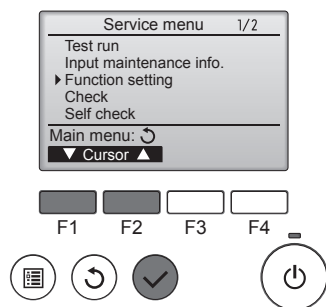 Service menu 1/2
Test run
Input maintenance info.
Function setting
Check
Self check
Main menu:
▼ Cursor ▲
F1 F2 F3 F4